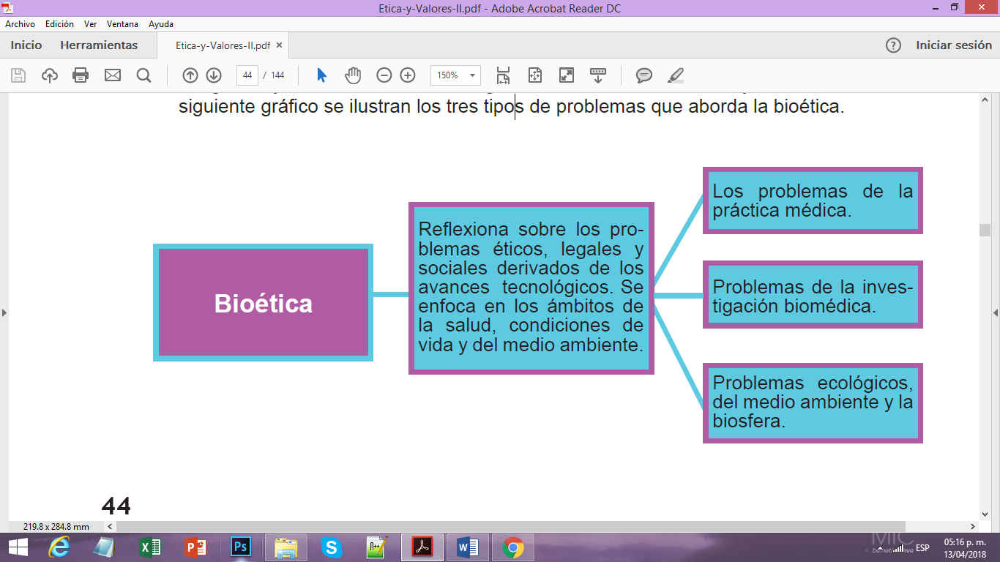 Etica-y-Valores-II.pdf - Adobe Acrobat Reader DC
Archivo Edición Ver Ventana Ayuda
Inicio Herramientas Etica-y-Valores-II.pdf × Iniciar sesión
44 / 144 150%
siguiente gráfico se ilustran los tres tipos de problemas que aborda la bioética.
Bioética
Reflexiona sobre los pro-
blemas éticos, legales y
sociales derivados de los
avances tecnológicos. Se
enfoca en los ámbitos de
la salud, condiciones de
vida y del medio ambiente.
Los problemas de la
práctica médica.
Problemas de la inves-
tigación biomédica.
Problemas ecológicos,
del medio ambiente y la
biosfera.
44
219.8 x 284.8 mm
ESP
05:16 p. m.
13/04/2018